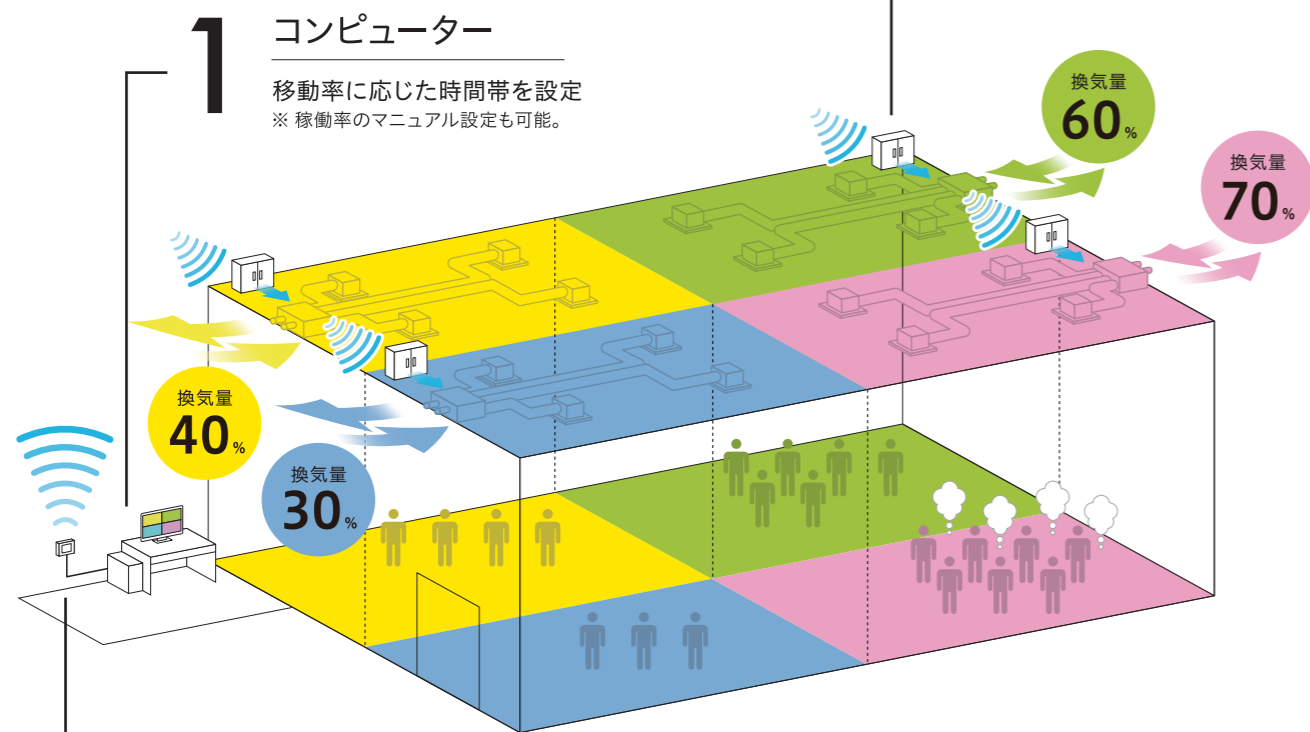 1
コンピューター
移動率に応じた時間帯を設定
※ 稼働率のマニュアル設定も可能。
換気量
60%
換気量
70%
換気量
40%
換気量
30%